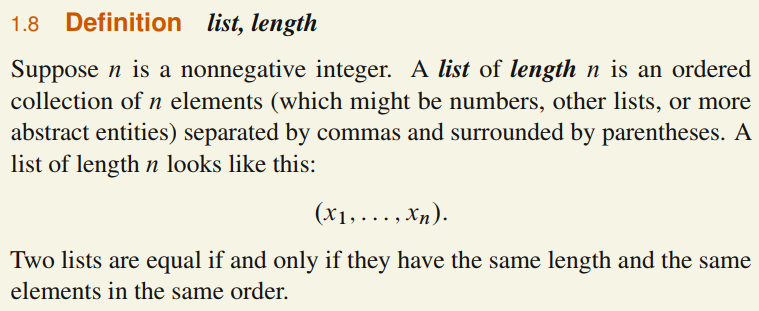 1.8 Definition list, length
Suppose n is a nonnegative integer. A list of length n is an ordered
collection of n elements (which might be numbers, other lists, or more
abstract entities) separated by commas and surrounded by parentheses. A
list of length n looks like this:
(x₁, . . . , xₙ).
Two lists are equal if and only if they have the same length and the same
elements in the same order.